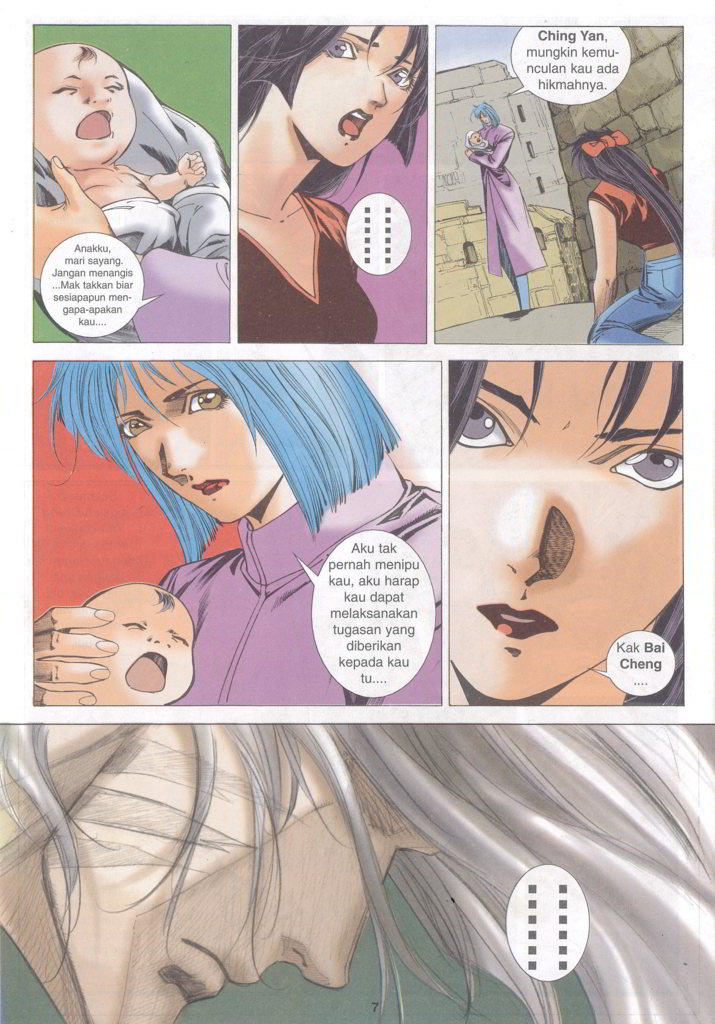 Anakku,
mari sayang.
Jangan menangis
...Mak takkan biar
sesiapapun men-
gapa-apakan
kau....
Ching Yan,
mungkin kemu-
nculan kau ada
hikmahnya.
Aku tak
pernah menipu
kau, aku harap
kau dapat
melaksanakan
tugasan yang
diberikan
kepada kau
tu....
Kak Bai
Cheng
....
7